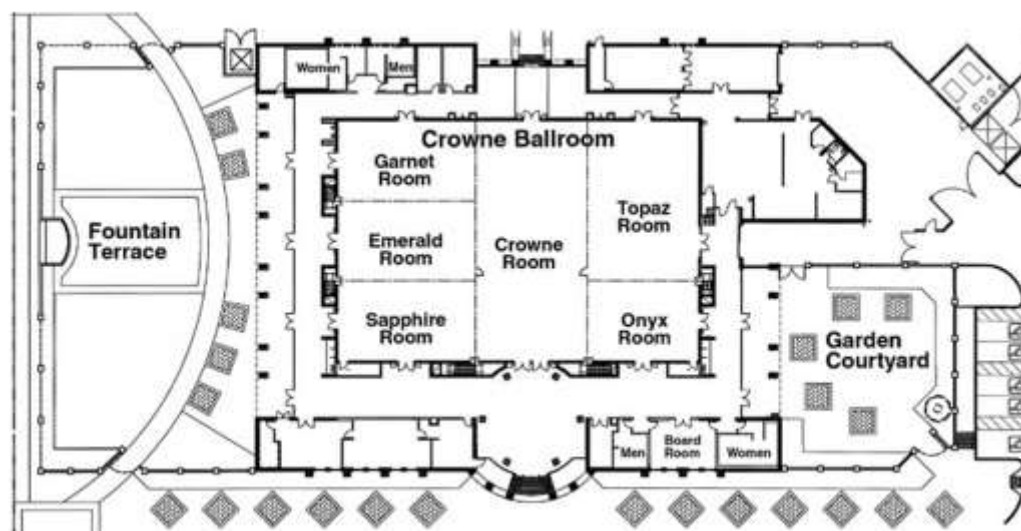 Women
Men
Crowne Ballroom
Garnet
Room
Topaz
Room
Fountain
Terrace
Emerald
Room
Crowne
Room
Sapphire
Room
Onyx
Room
Garden
Courtyard
Men
Board
Room
Women